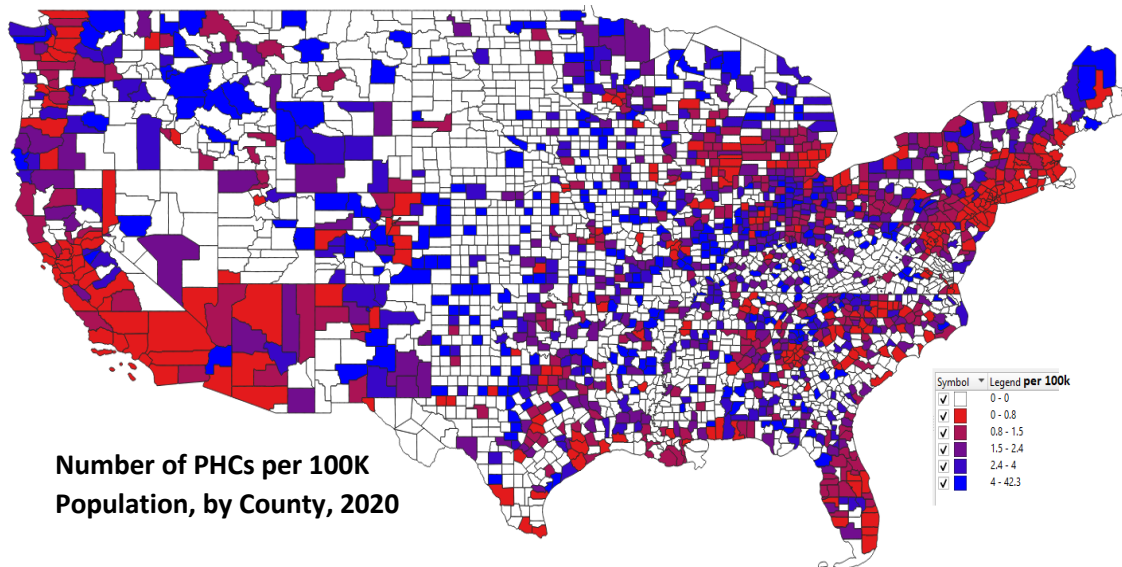 Symbol Legend per 100k
0 - 0
0 - 0.8
0.8 - 1.5
1.5 - 2.4
2.4 - 4
4 - 42.3
Number of PHCs per 100K
Population, by County, 2020